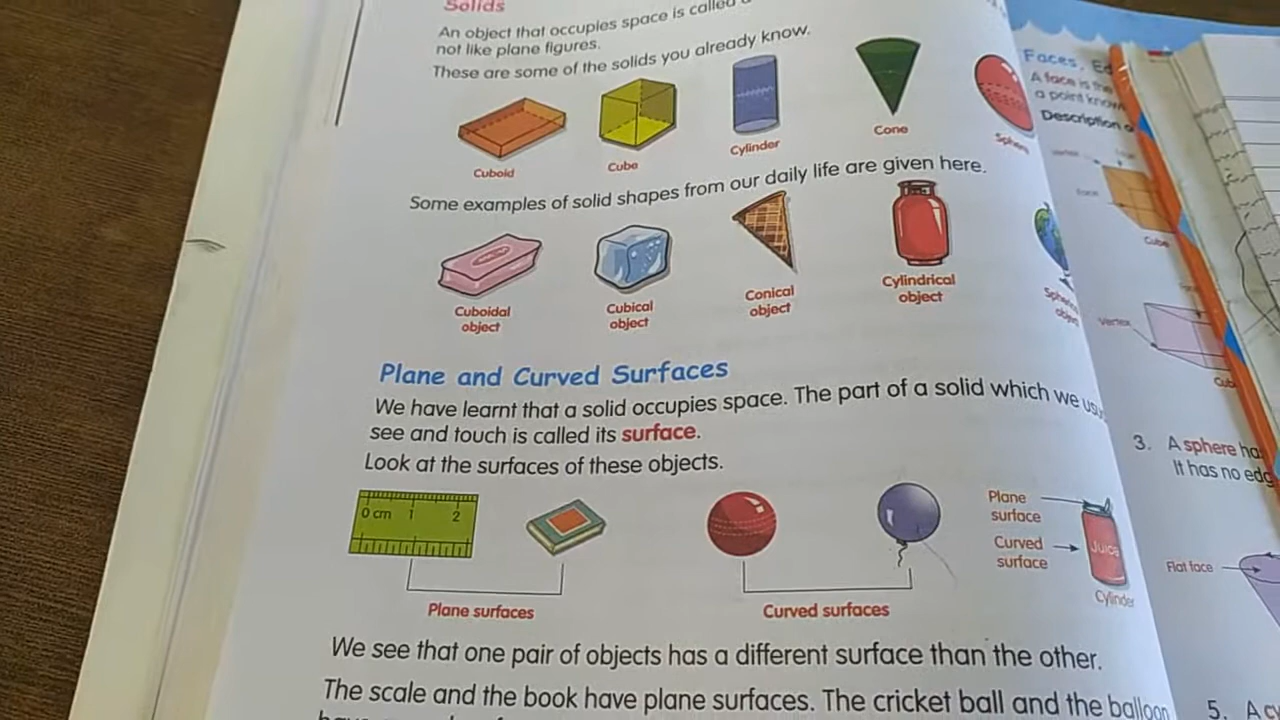 Solids
An object that occupies space is called
not like plane figures.
These are some of the solids you already know.
Cuboid
Cube
Cylinder
Cone
Sphere
Some examples of solid shapes from our daily life are given here.
Cuboidal
object
Cubical
object
Conical
object
Cylindrical
object
Plane and Curved Surfaces
We have learnt that a solid occupies space. The part of a solid which we
see and touch is called its surface.
Look at the surfaces of these objects.
0 cm 1 2
Plane surfaces
Curved surfaces
Plane
surface
Curved
surface
Juice
Cylinder
We see that one pair of objects has a different surface than the other.
The scale and the book have plane surfaces. The cricket ball and the balloon
Faces,
A face is the
a point
Description
Cube
Vertex
3. A sphere
It has no
Flat face
5. A